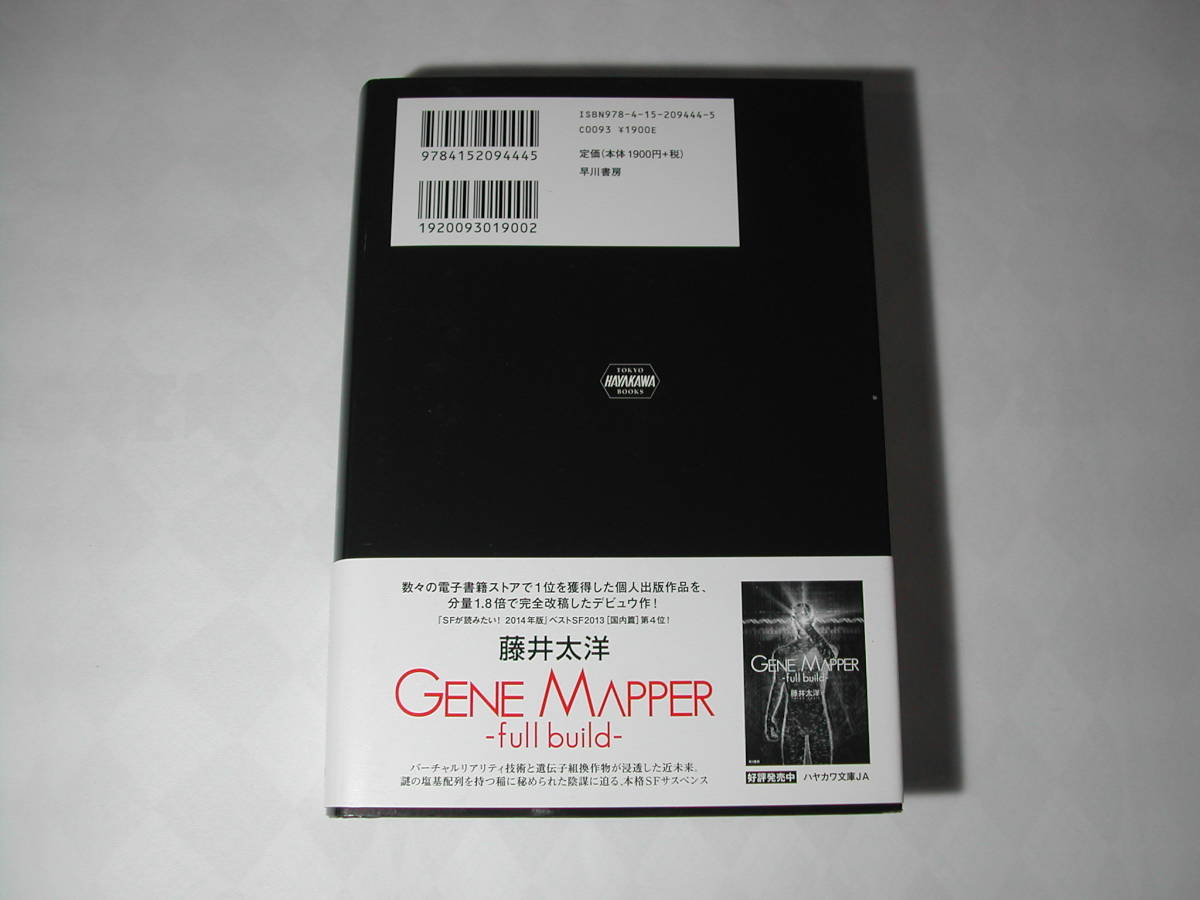 ISBN978-4-15-209444-5
C0093 ¥1900E
9784152094445
定価(本体1900円+税)
早川書房
1920093019002
TOKYO
HAYAKAWA
BOOKS
数々の電子書籍ストアで1位を獲得した個人出版作品を、
分量1.8倍で完全改稿したデビュウ作!
「SFが読みたい! 2014年版」ベストSF2013[国内篇]第4位!
藤井太洋
GENE MAPPER
-full build-
バーチャルリアリティ技術と遺伝子組換作物が浸透した近未来。
謎の塩基配列を持つ稲に秘められた陰謀に迫る、本格SFサスペンス
GENE MAPPER
-full build-
藤井太洋
好評発売中 ハヤカワ文庫JA